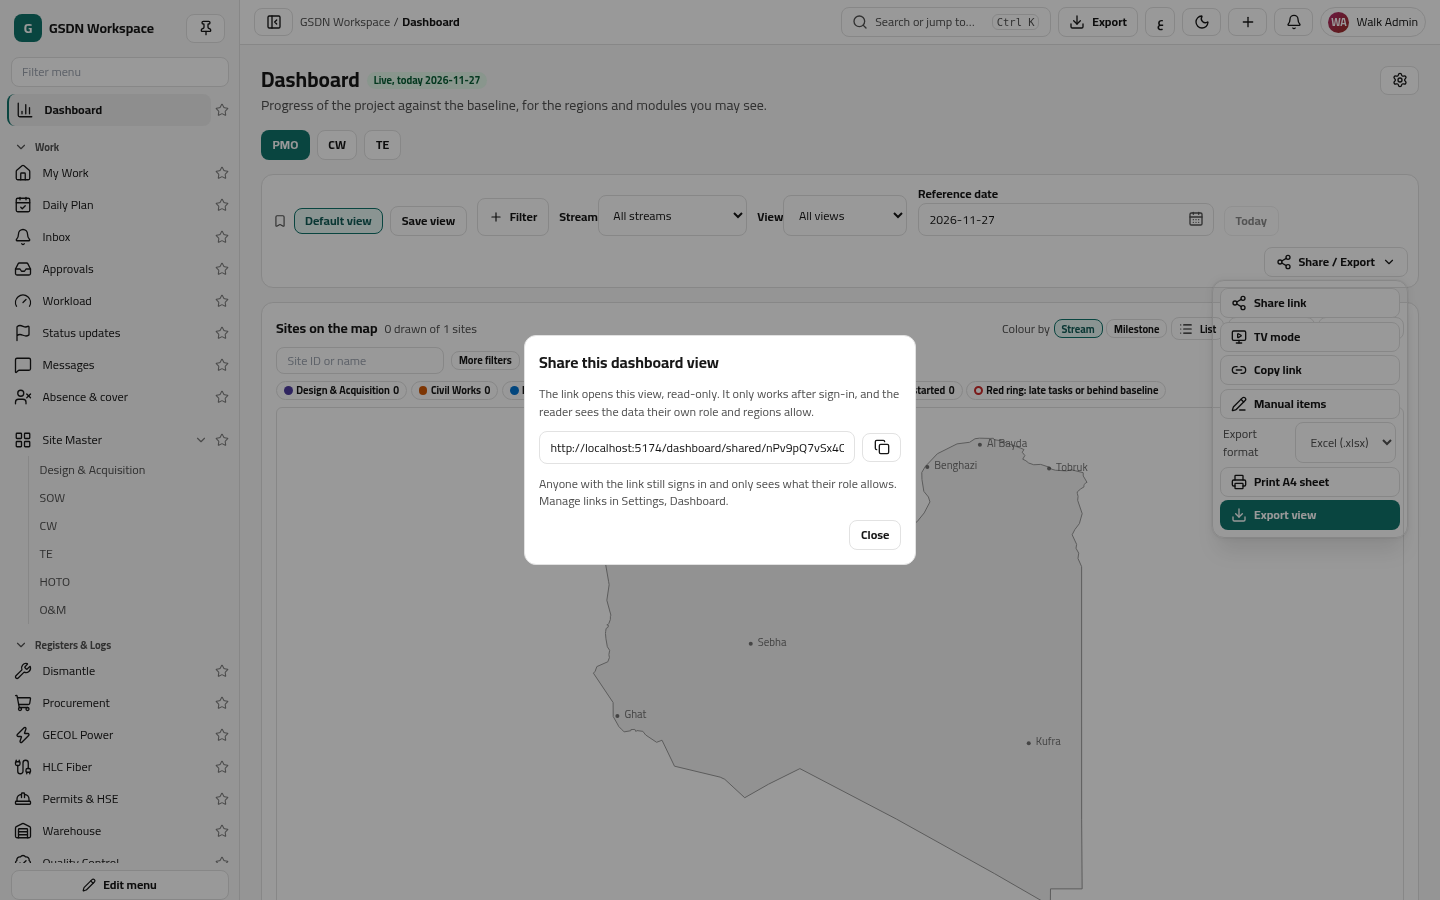 G GSDN Workspace
Filter menu
Dashboard
Work
My Work
Daily Plan
Inbox
Approvals
Workload
Status updates
Messages
Absence & cover
Site Master
Design & Acquisition
SOW
CW
TE
HOTO
O&M
Registers & Logs
Dismantle
Procurement
GECOL Power
HLC Fiber
Permits & HSE
Warehouse
Quality Control
Edit menu
GSDN Workspace / Dashboard
Search or jump to... Ctrl K
Export
ع
WA Walk Admin
Dashboard Live, today 2026-11-27
Progress of the project against the baseline, for the regions and modules you may see.
PMO CW TE
Default view Save view Filter Stream All streams View All views
Reference date
2026-11-27 Today
Share / Export
Share link
TV mode
Copy link
Manual items
Export format Excel (.xlsx)
Print A4 sheet
Export view
Sites on the map 0 drawn of 1 sites
Colour by Stream Milestone List
Site ID or name More filters
Design & Acquisition 0 Civil Works 0
0 Red ring: late tasks or behind baseline
Share this dashboard view
The link opens this view, read-only. It only works after sign-in, and the
reader sees the data their own role and regions allow.
http://localhost:5174/dashboard/shared/nPv9pQ7vSx4
Anyone with the link still signs in and only sees what their role allows.
Manage links in Settings, Dashboard.
Close
Al Bayda
Benghazi
Tobruk
Sebha
Ghat
Kufra